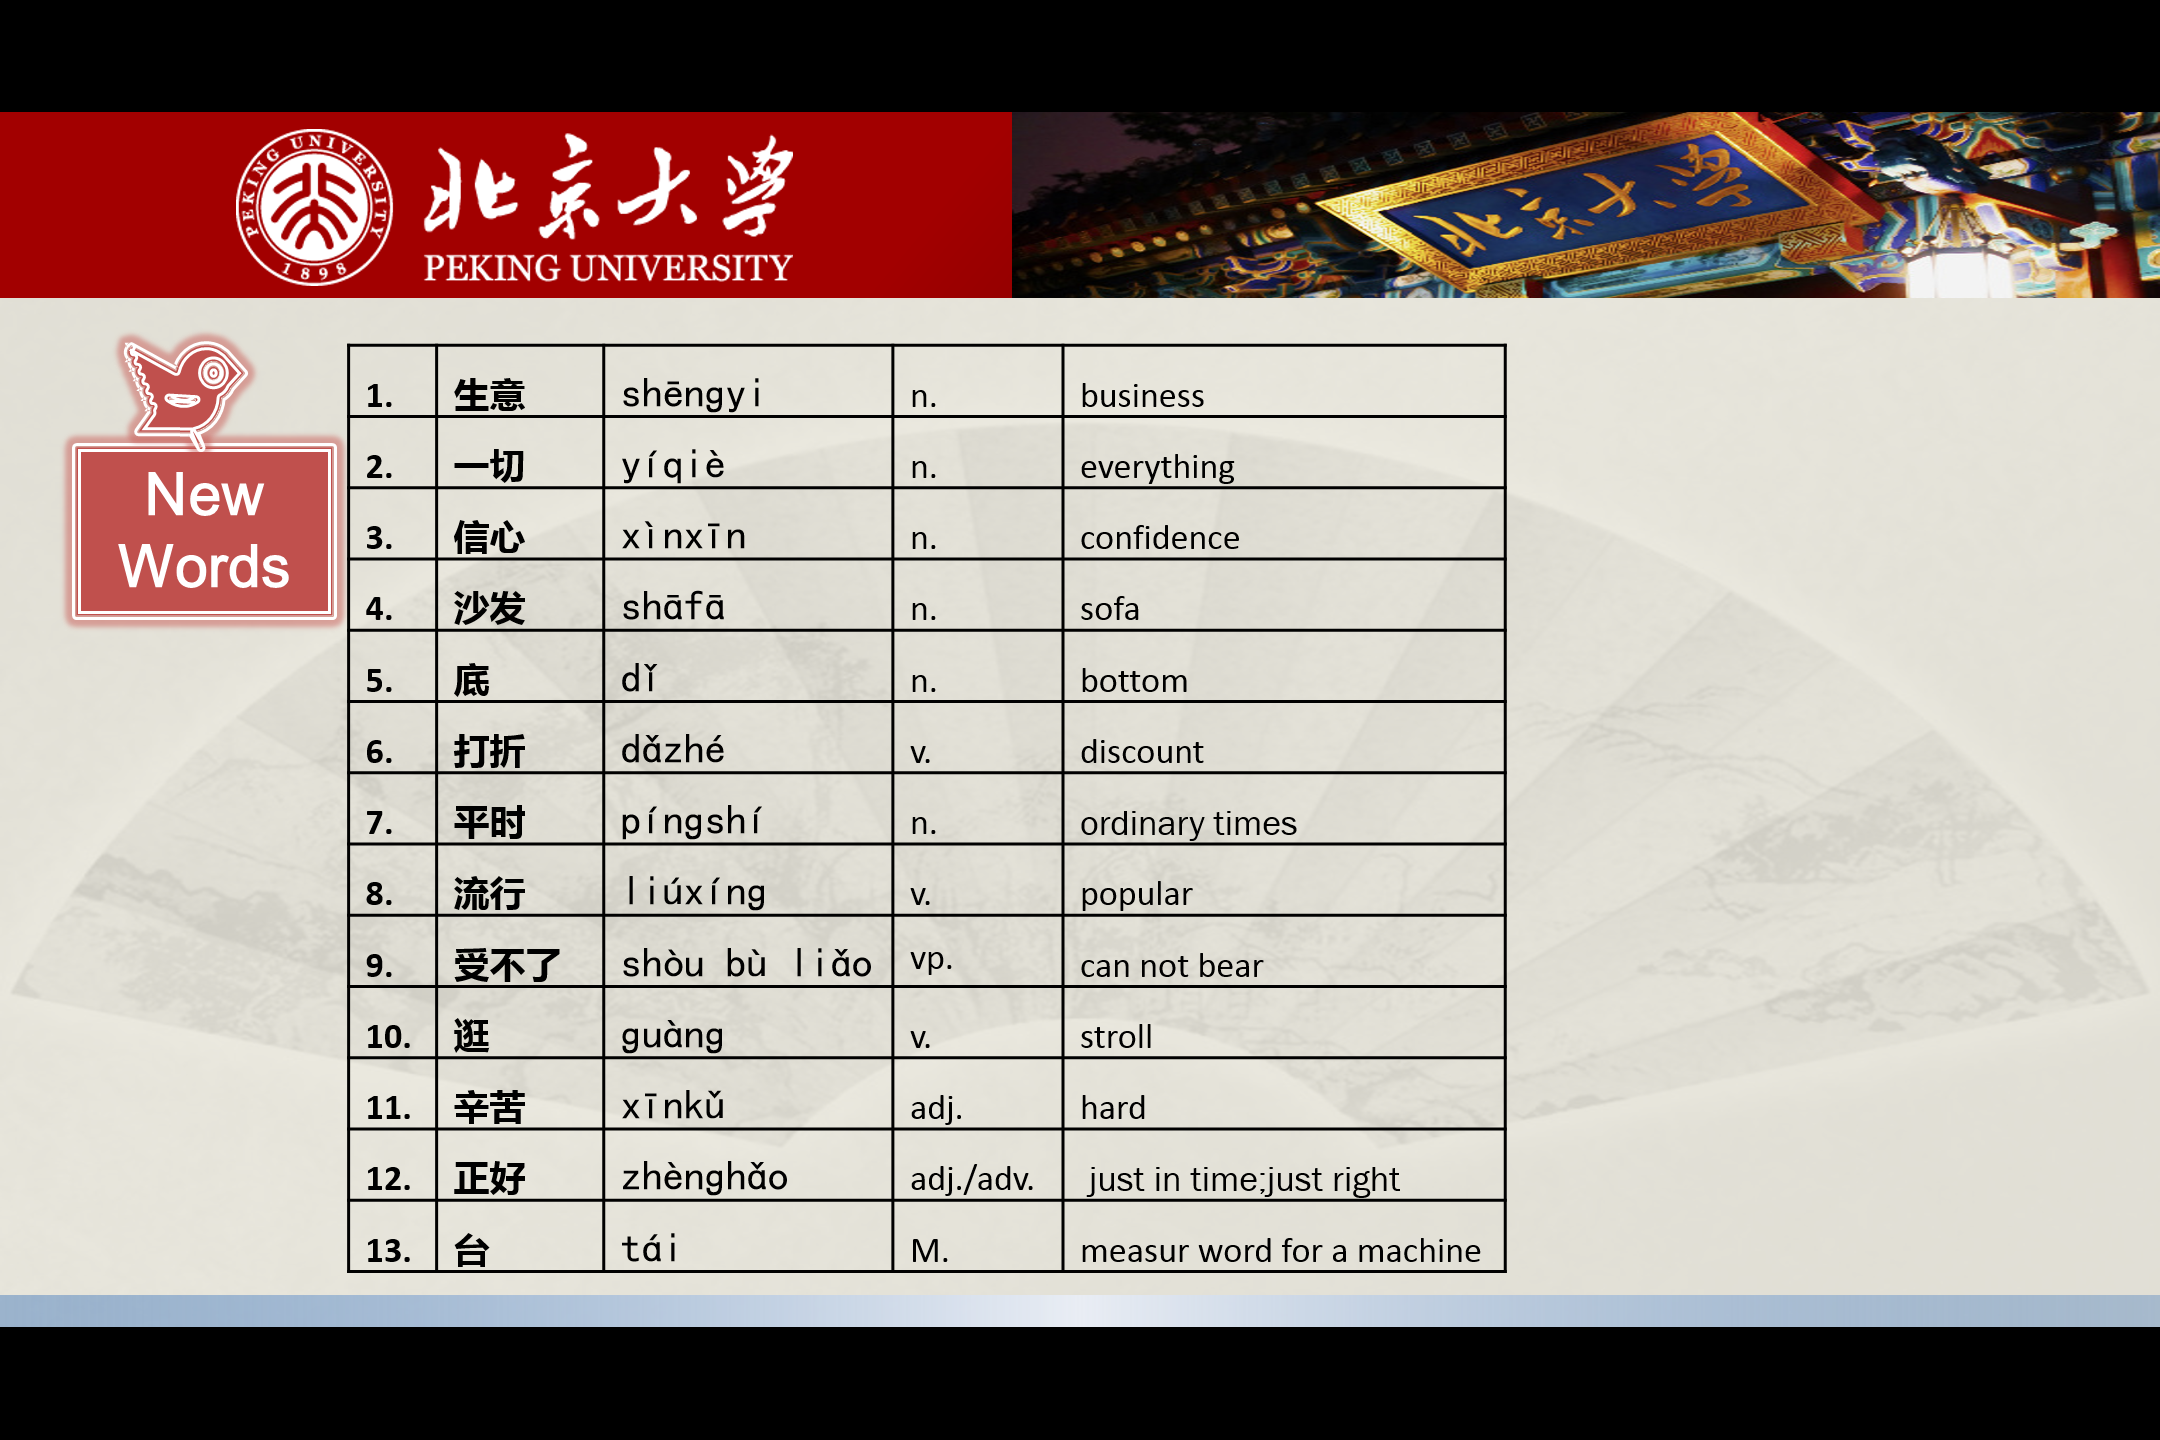 PEKING UNIVERSITY
1898
北京大学
PEKING UNIVERSITY
北京大学
New
Words
1. 生意 shēngyi n. business
2. 一切 yíqiè n. everything
3. 信心 xìnxīn n. confidence
4. 沙发 shāfā n. sofa
5. 底 dǐ n. bottom
6. 打折 dǎzhé v. discount
7. 平时 píngshí n. ordinary times
8. 流行 liúxíng v. popular
9. 受不了 shòu bù liǎo vp. can not bear
10. 逛 guàng v. stroll
11. 辛苦 xīnkǔ adj. hard
12. 正好 zhènghǎo adj./adv. just in time;just right
13. 台 tái M. measur word for a machine